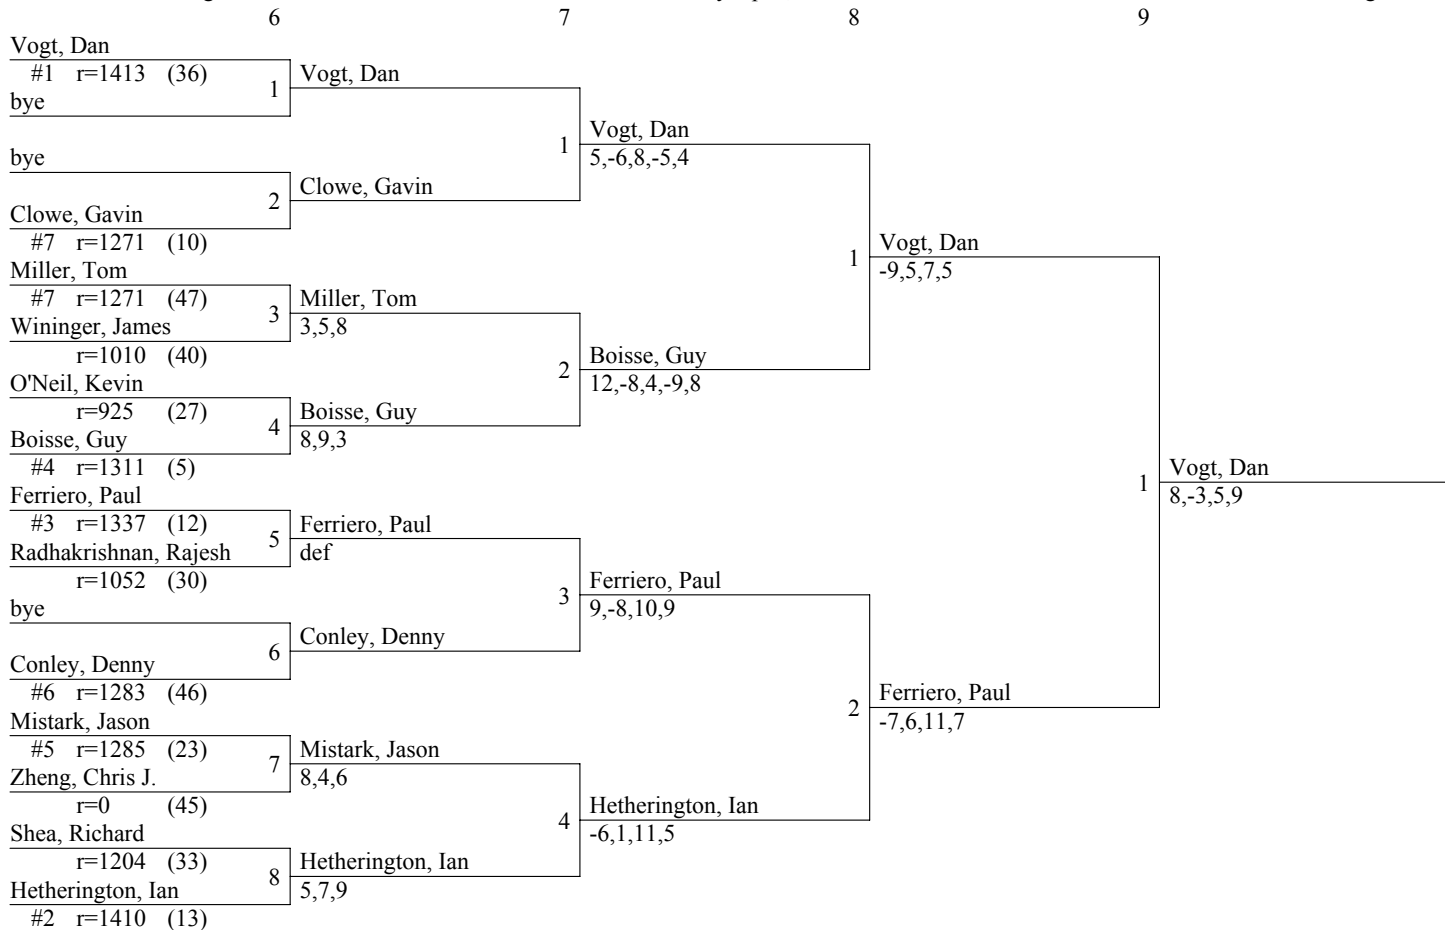 6 7 8 9
Vogt, Dan
#1 r=1413 (36)
bye
1
Vogt, Dan
bye
Clowe, Gavin
#7 r=1271 (10)
2
Clowe, Gavin
Miller, Tom
#7 r=1271 (47)
Wininger, James
r=1010 (40)
3
Miller, Tom
3,5,8
O'Neil, Kevin
r=925 (27)
Boisse, Guy
#4 r=1311 (5)
4
Boisse, Guy
8,9,3
Ferriero, Paul
#3 r=1337 (12)
Radhakrishnan, Rajesh
r=1052 (30)
5
Ferriero, Paul
def
bye
Conley, Denny
#6 r=1283 (46)
6
Conley, Denny
Mistark, Jason
#5 r=1285 (23)
Zheng, Chris J.
r=0 (45)
7
Mistark, Jason
8,4,6
Shea, Richard
r=1204 (33)
Hetherington, Ian
#2 r=1410 (13)
8
Hetherington, Ian
5,7,9
1
Vogt, Dan
5,-6,8,-5,4
2
Boisse, Guy
12,-8,4,-9,8
3
Ferriero, Paul
9,-8,10,9
4
Hetherington, Ian
-6,1,11,5
1
Vogt, Dan
-9,5,7,5
2
Ferriero, Paul
-7,6,11,7
1
Vogt, Dan
8,-3,5,9